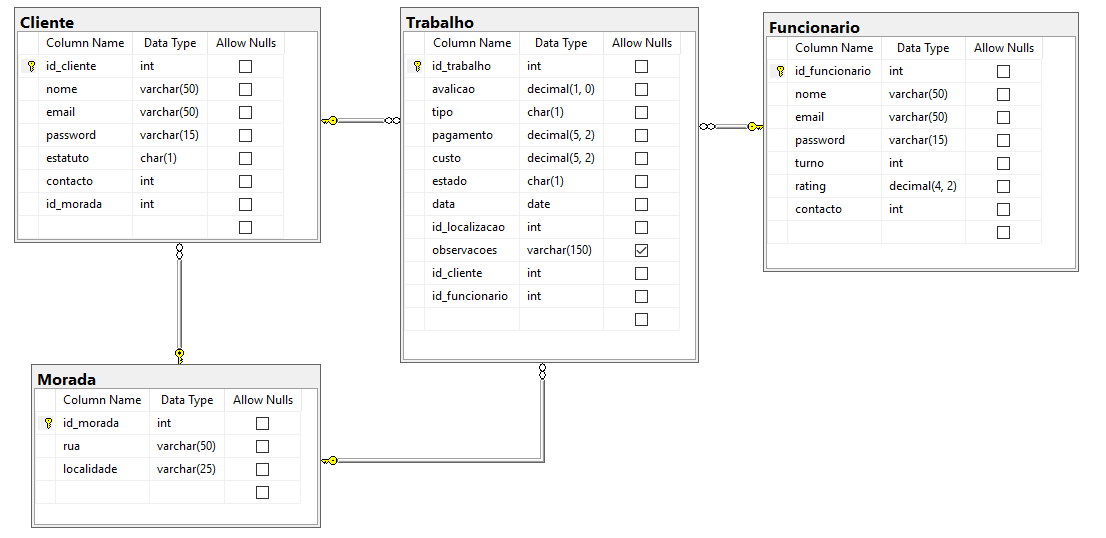 Cliente
Column Name Data Type Allow Nulls
id_cliente int
nome varchar(50)
email varchar(50)
password varchar(15)
estatuto char(1)
contacto int
id_morada int
Trabalho
Column Name Data Type Allow Nulls
id_trabalho int
avalicao decimal(1, 0)
tipo char(1)
pagamento decimal(5, 2)
custo decimal(5, 2)
estado char(1)
data date
id_localizacao int
observacoes varchar(150)
id_cliente int
id_funcionario int
Funcionario
Column Name Data Type Allow Nulls
id_funcionario int
nome varchar(50)
email varchar(50)
password varchar(15)
turno int
rating decimal(4, 2)
contacto int
Morada
Column Name Data Type Allow Nulls
id_morada int
rua varchar(50)
localidade varchar(25)